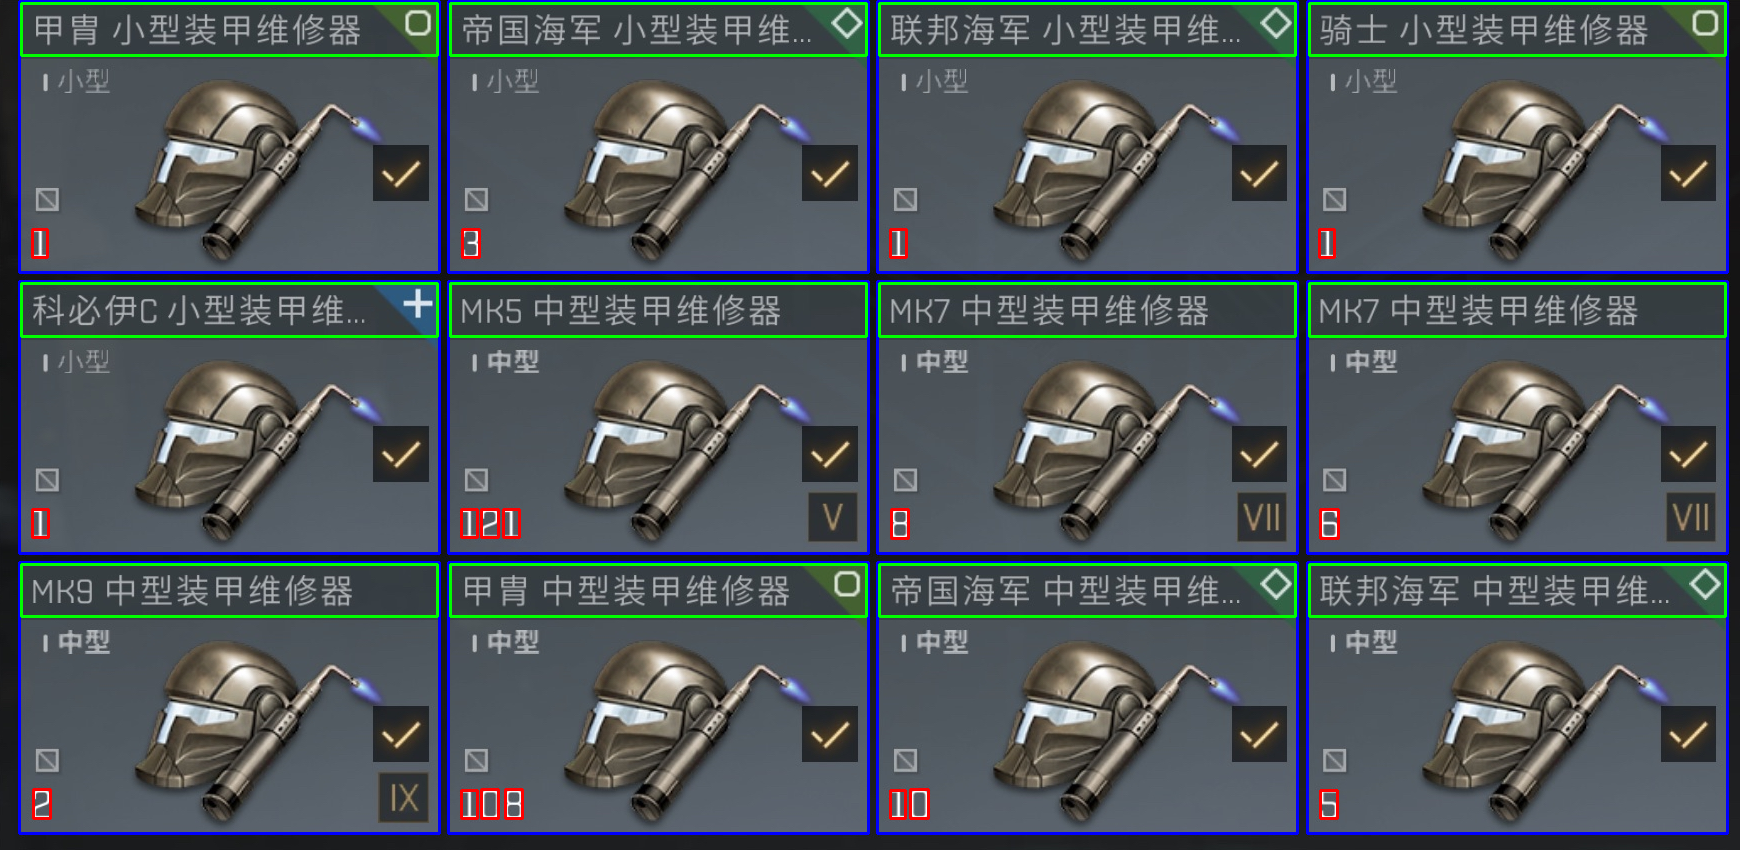 甲胄 小型装甲维修器
小型
1
帝国海军 小型装甲维...
小型
3
联邦海军 小型装甲维...
小型
1
骑士 小型装甲维修器
小型
1
科必伊C 小型装甲维...
小型
1
MK5 中型装甲维修器
中型
V
121
MK7 中型装甲维修器
中型
VII
8
MK7 中型装甲维修器
中型
VII
6
MK9 中型装甲维修器
中型
IX
2
甲胄 中型装甲维修器
中型
108
帝国海军 中型装甲维...
中型
10
联邦海军 中型装甲维...
中型
5